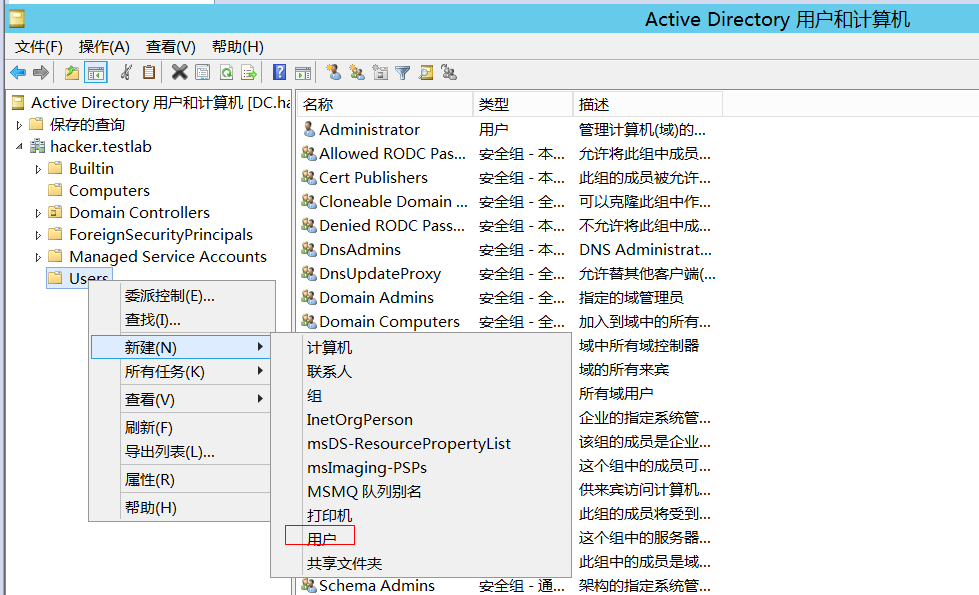 Active Directory 用户和计算机
文件(F) 操作(A) 查看(V) 帮助(H)
Active Directory 用户和计算机 [DC.ha
保存的查询
hacker.testlab
Builtin
Computers
Domain Controllers
ForeignSecurityPrincipals
Managed Service Accounts
Users
委派控制(E)...
查找(I)...
新建(N)
所有任务(K)
查看(V)
刷新(F)
导出列表(L)...
属性(R)
帮助(H)
计算机
联系人
组
InetOrgPerson
msDS-ResourcePropertyList
msImaging-PSPs
MSMQ 队列别名
打印机
用户
共享文件夹
名称 类型 描述
Administrator 用户 管理计算机(域)的...
Allowed RODC Pas... 安全组 - 本... 允许将此组中成员...
Cert Publishers 安全组 - 本... 此组的成员被允许...
Cloneable Domain ... 安全组 - 全... 可以克隆此组中作...
Denied RODC Pass... 安全组 - 本... 不允许将此组中成...
DnsAdmins 安全组 - 本... DNS Administrat...
DnsUpdateProxy 安全组 - 全... 允许替其他客户端(...
Domain Admins 安全组 - 全... 指定的域管理员
Domain Computers 安全组 - 全... 加入到域中的所有...
域中所有域控制器
域的所有来宾
所有域用户
企业的指定系统管...
该组的成员是企业...
这个组中的成员可...
供来宾访问计算机...
此组的成员将受到...
这个组中的服务器...
此组中的成员是域...
Schema Admins 安全组 - 通... 架构的指定系统管...